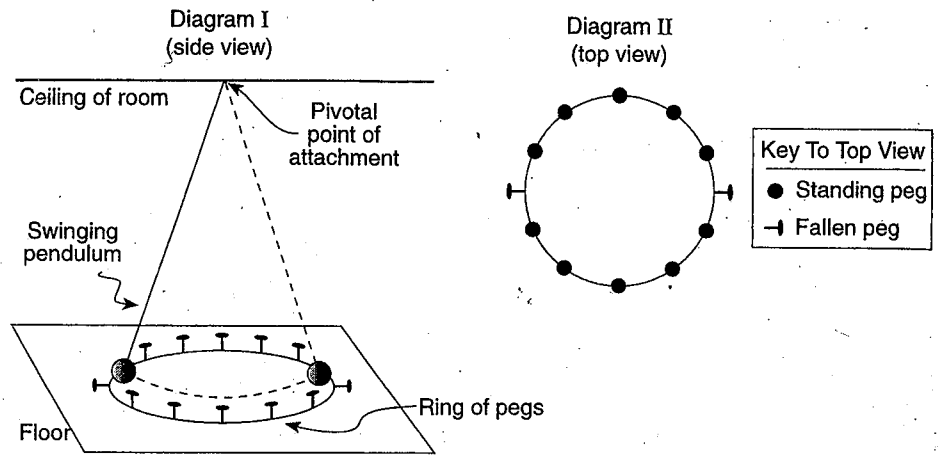 Diagram I
(side view)
Ceiling of room
Pivotal
point of
attachment
Swinging
pendulum
Ring of pegs
Floor
Diagram II
(top view)
Key To Top View
Standing peg
Fallen peg